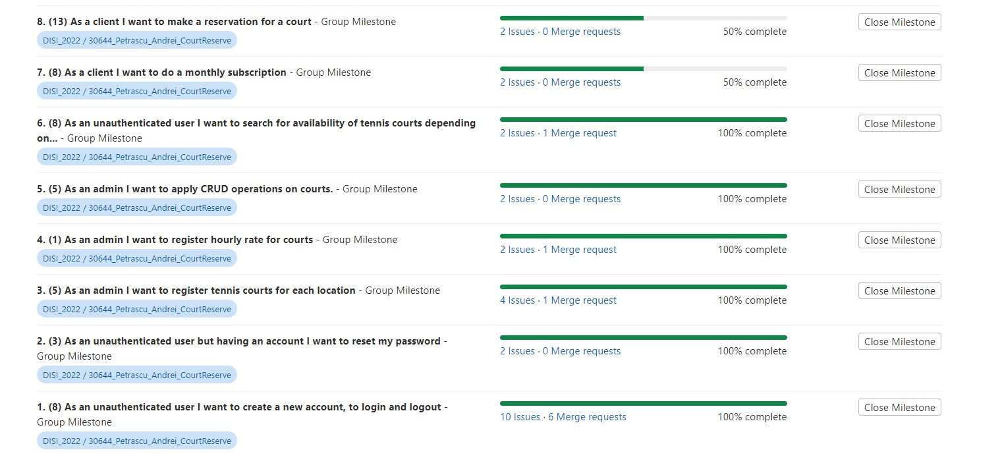 8. (13) As a client I want to make a reservation for a court - Group Milestone
2 Issues · 0 Merge requests 50% complete
Close Milestone
DISI_2022 / 30644_Petrascu_Andrei_CourtReserve
7. (8) As a client I want to do a monthly subscription - Group Milestone
2 Issues · 0 Merge requests 50% complete
Close Milestone
DISI_2022 / 30644_Petrascu_Andrei_CourtReserve
6. (8) As an unauthenticated user I want to search for availability of tennis courts depending
on... - Group Milestone
2 Issues · 1 Merge request 100% complete
Close Milestone
DISI_2022 / 30644_Petrascu_Andrei_CourtReserve
5. (5) As an admin I want to apply CRUD operations on courts. - Group Milestone
2 Issues · 0 Merge requests 100% complete
Close Milestone
DISI_2022 / 30644_Petrascu_Andrei_CourtReserve
4. (1) As an admin I want to register hourly rate for courts - Group Milestone
2 Issues · 1 Merge request 100% complete
Close Milestone
DISI_2022 / 30644_Petrascu_Andrei_CourtReserve
3. (5) As an admin I want to register tennis courts for each location - Group Milestone
4 Issues · 1 Merge request 100% complete
Close Milestone
DISI_2022 / 30644_Petrascu_Andrei_CourtReserve
2. (3) As an unauthenticated user but having an account I want to reset my password -
Group Milestone
2 Issues · 0 Merge requests 100% complete
Close Milestone
DISI_2022 / 30644_Petrascu_Andrei_CourtReserve
1. (8) As an unauthenticated user I want to create a new account, to login and logout -
Group Milestone
10 Issues · 6 Merge requests 100% complete
Close Milestone
DISI_2022 / 30644_Petrascu_Andrei_CourtReserve